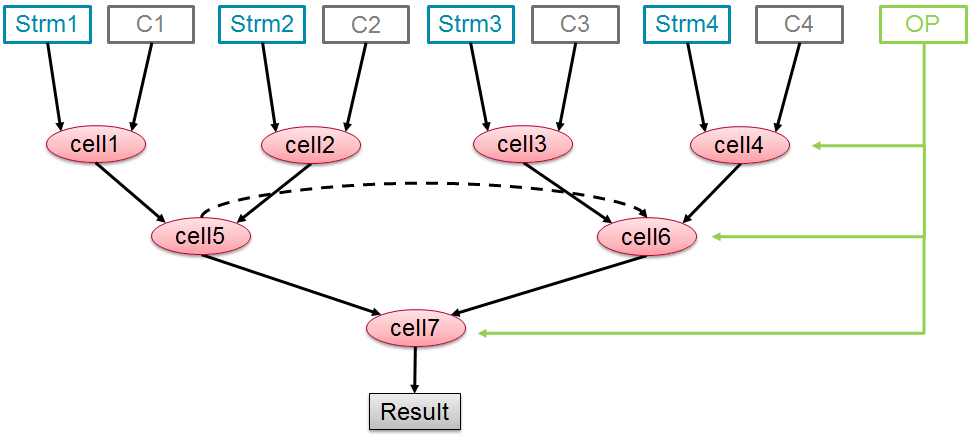 Strm1
C1
Strm2
C2
Strm3
C3
Strm4
C4
OP
cell1
cell2
cell3
cell4
cell5
cell6
cell7
Result